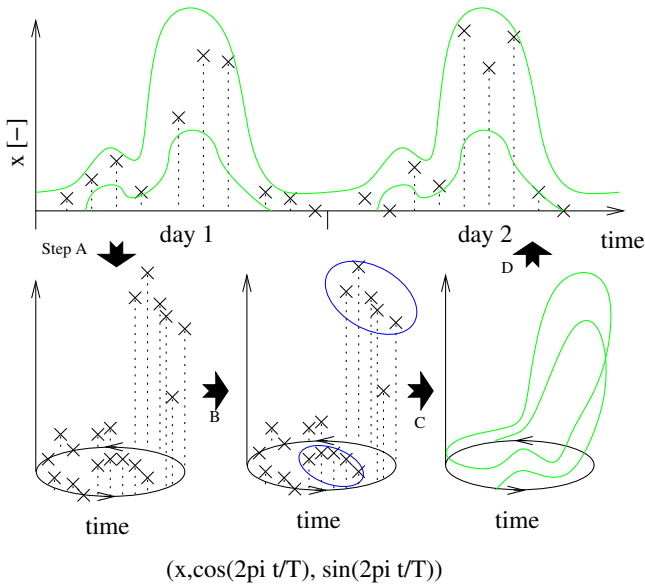 x [−]
day 1
day 2
time
Step A
D
B
C
time
time
time
(x,cos(2pi t/T), sin(2pi t/T))